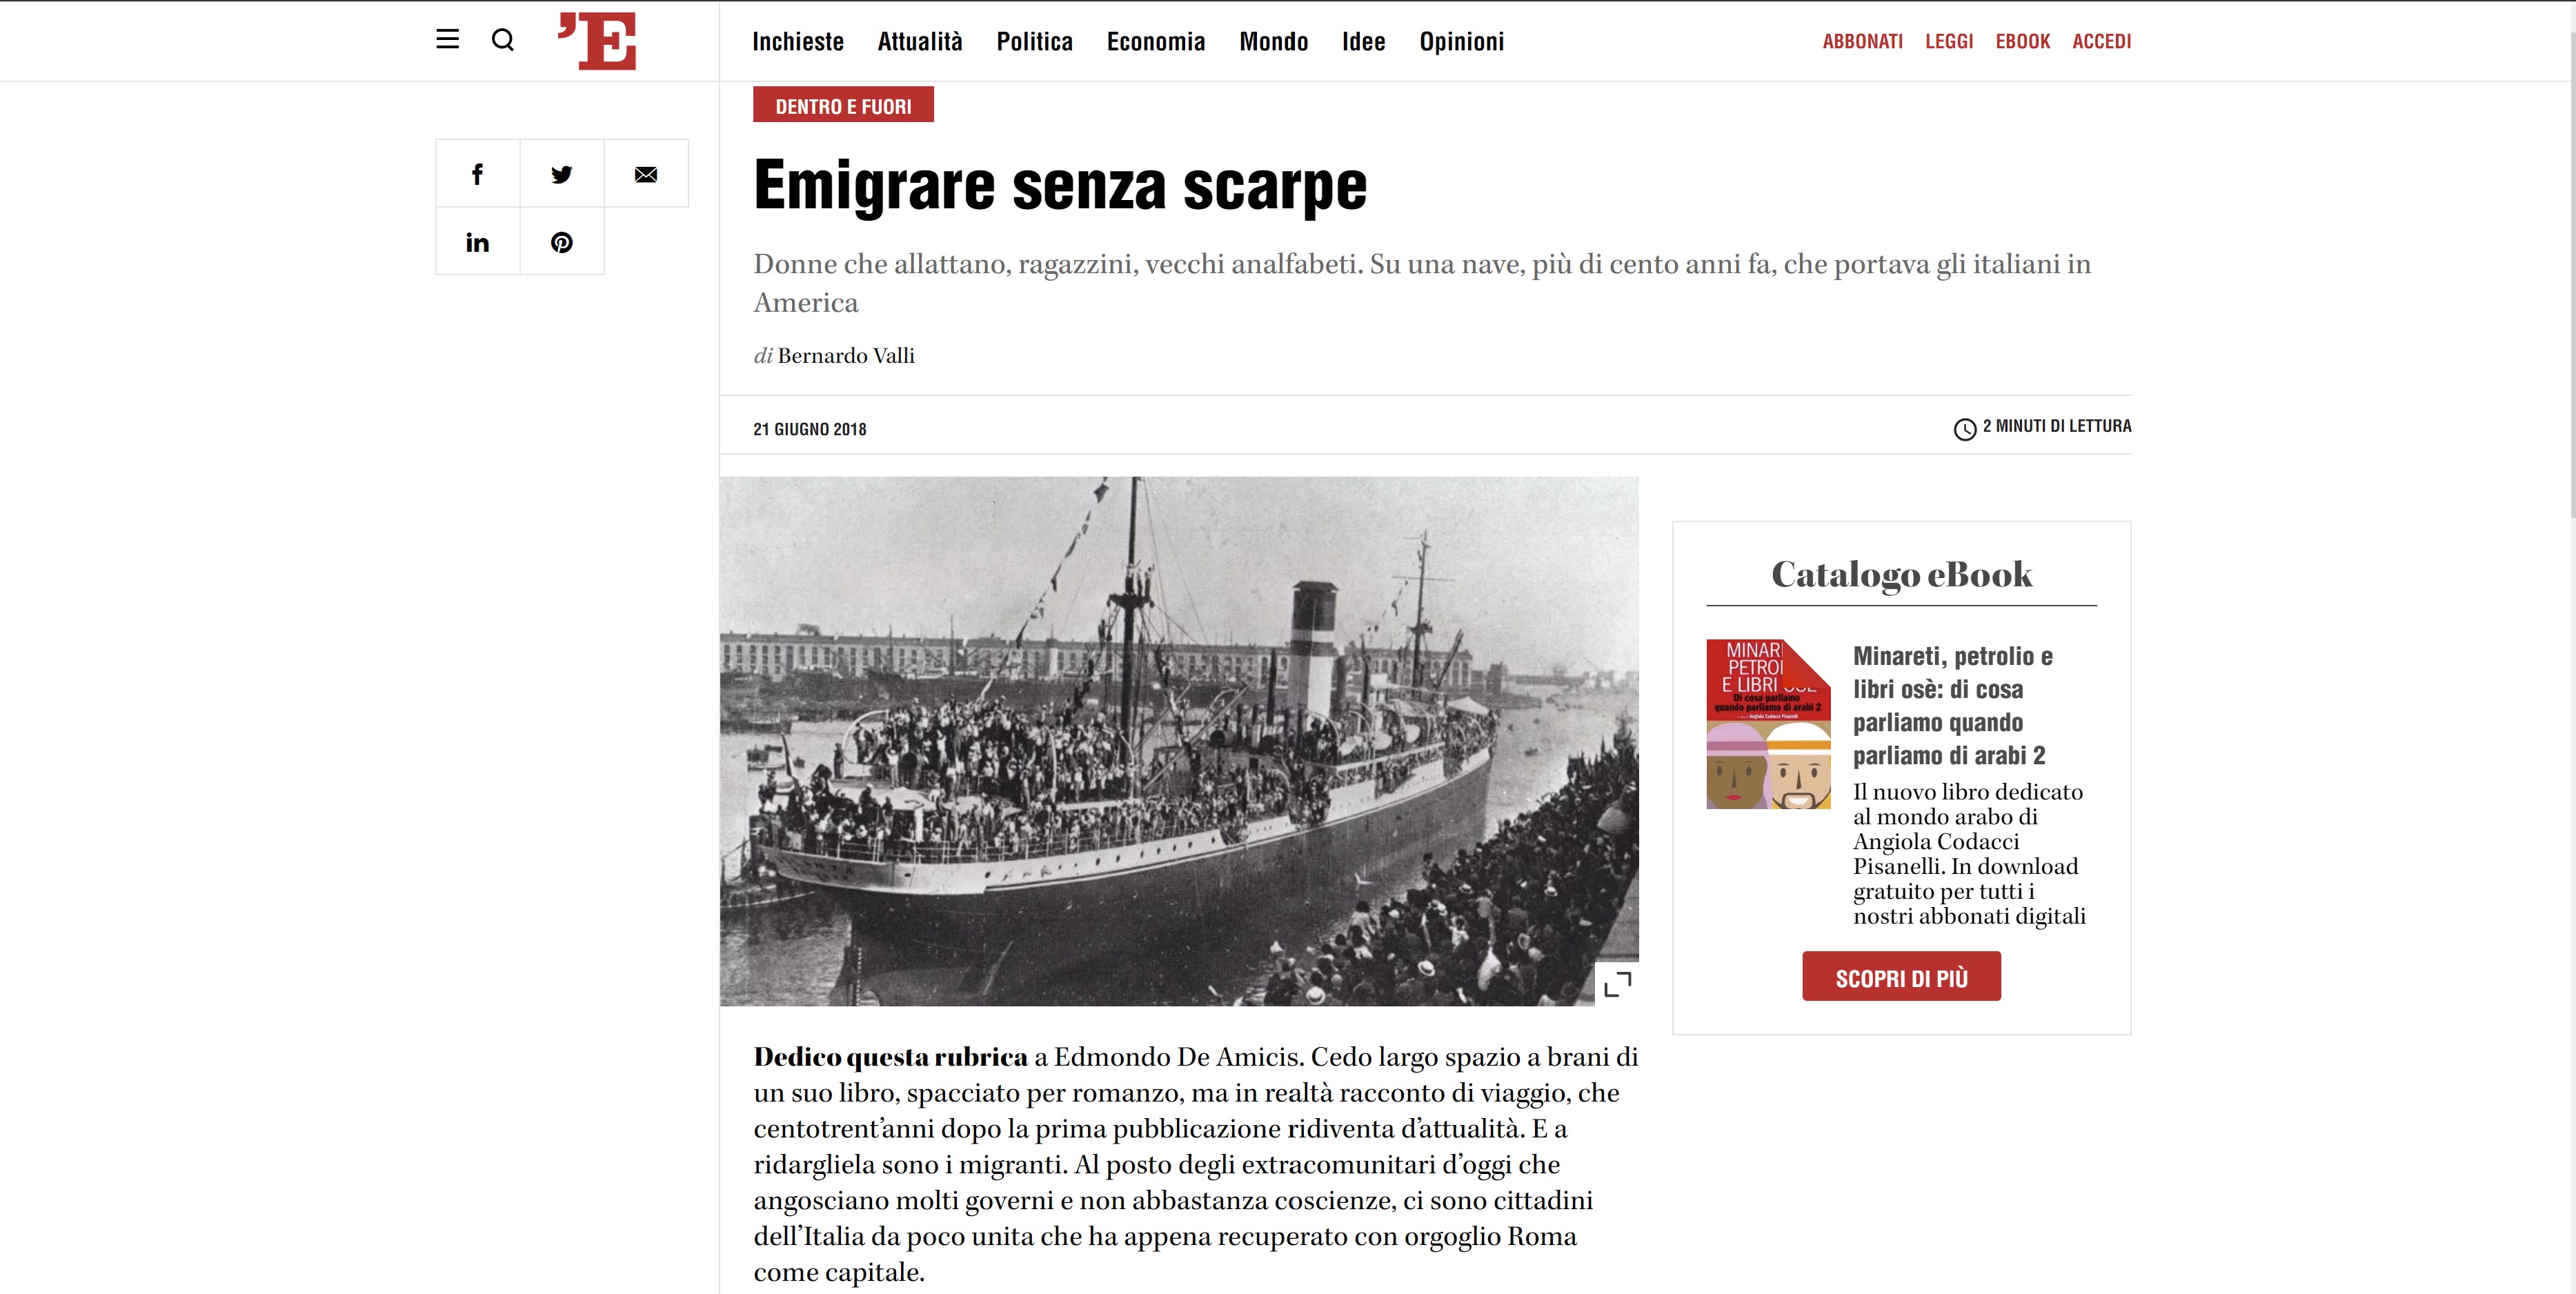 'E
Inchieste Attualità Politica Economia Mondo Idee Opinioni
ABBONATI LEGGI EBOOK ACCEDI
DENTRO E FUORI
Emigrare senza scarpe
Donne che allattano, ragazzini, vecchi analfabeti. Su una nave, più di cento anni fa, che portava gli italiani in
America
di Bernardo Valli
21 GIUGNO 2018
2 MINUTI DI LETTURA
Dedico questa rubrica a Edmondo De Amicis. Cedo largo spazio a brani di
un suo libro, spacciato per romanzo, ma in realtà racconto di viaggio, che
centotrent’anni dopo la prima pubblicazione ridiventa d’attualità. E a
ridargliela sono i migranti. Al posto degli extracomunitari d’oggi che
angosciano molti governi e non abbastanza coscienze, ci sono cittadini
dell’Italia da poco unita che ha appena recuperato con orgoglio Roma
come capitale.
Catalogo eBook
MINAR
PETROL
E LIBRI
Di cosa parliamo
quando parliamo di arabi 2
Angiola Codacci-Pisanelli
Minareti, petrolio e
libri osè: di cosa
parliamo quando
parliamo di arabi 2
Il nuovo libro dedicato
al mondo arabo di
Angiola Codacci
Pisanelli. In download
gratuito per tutti i
nostri abbonati digitali
SCOPRI DI PIÙ